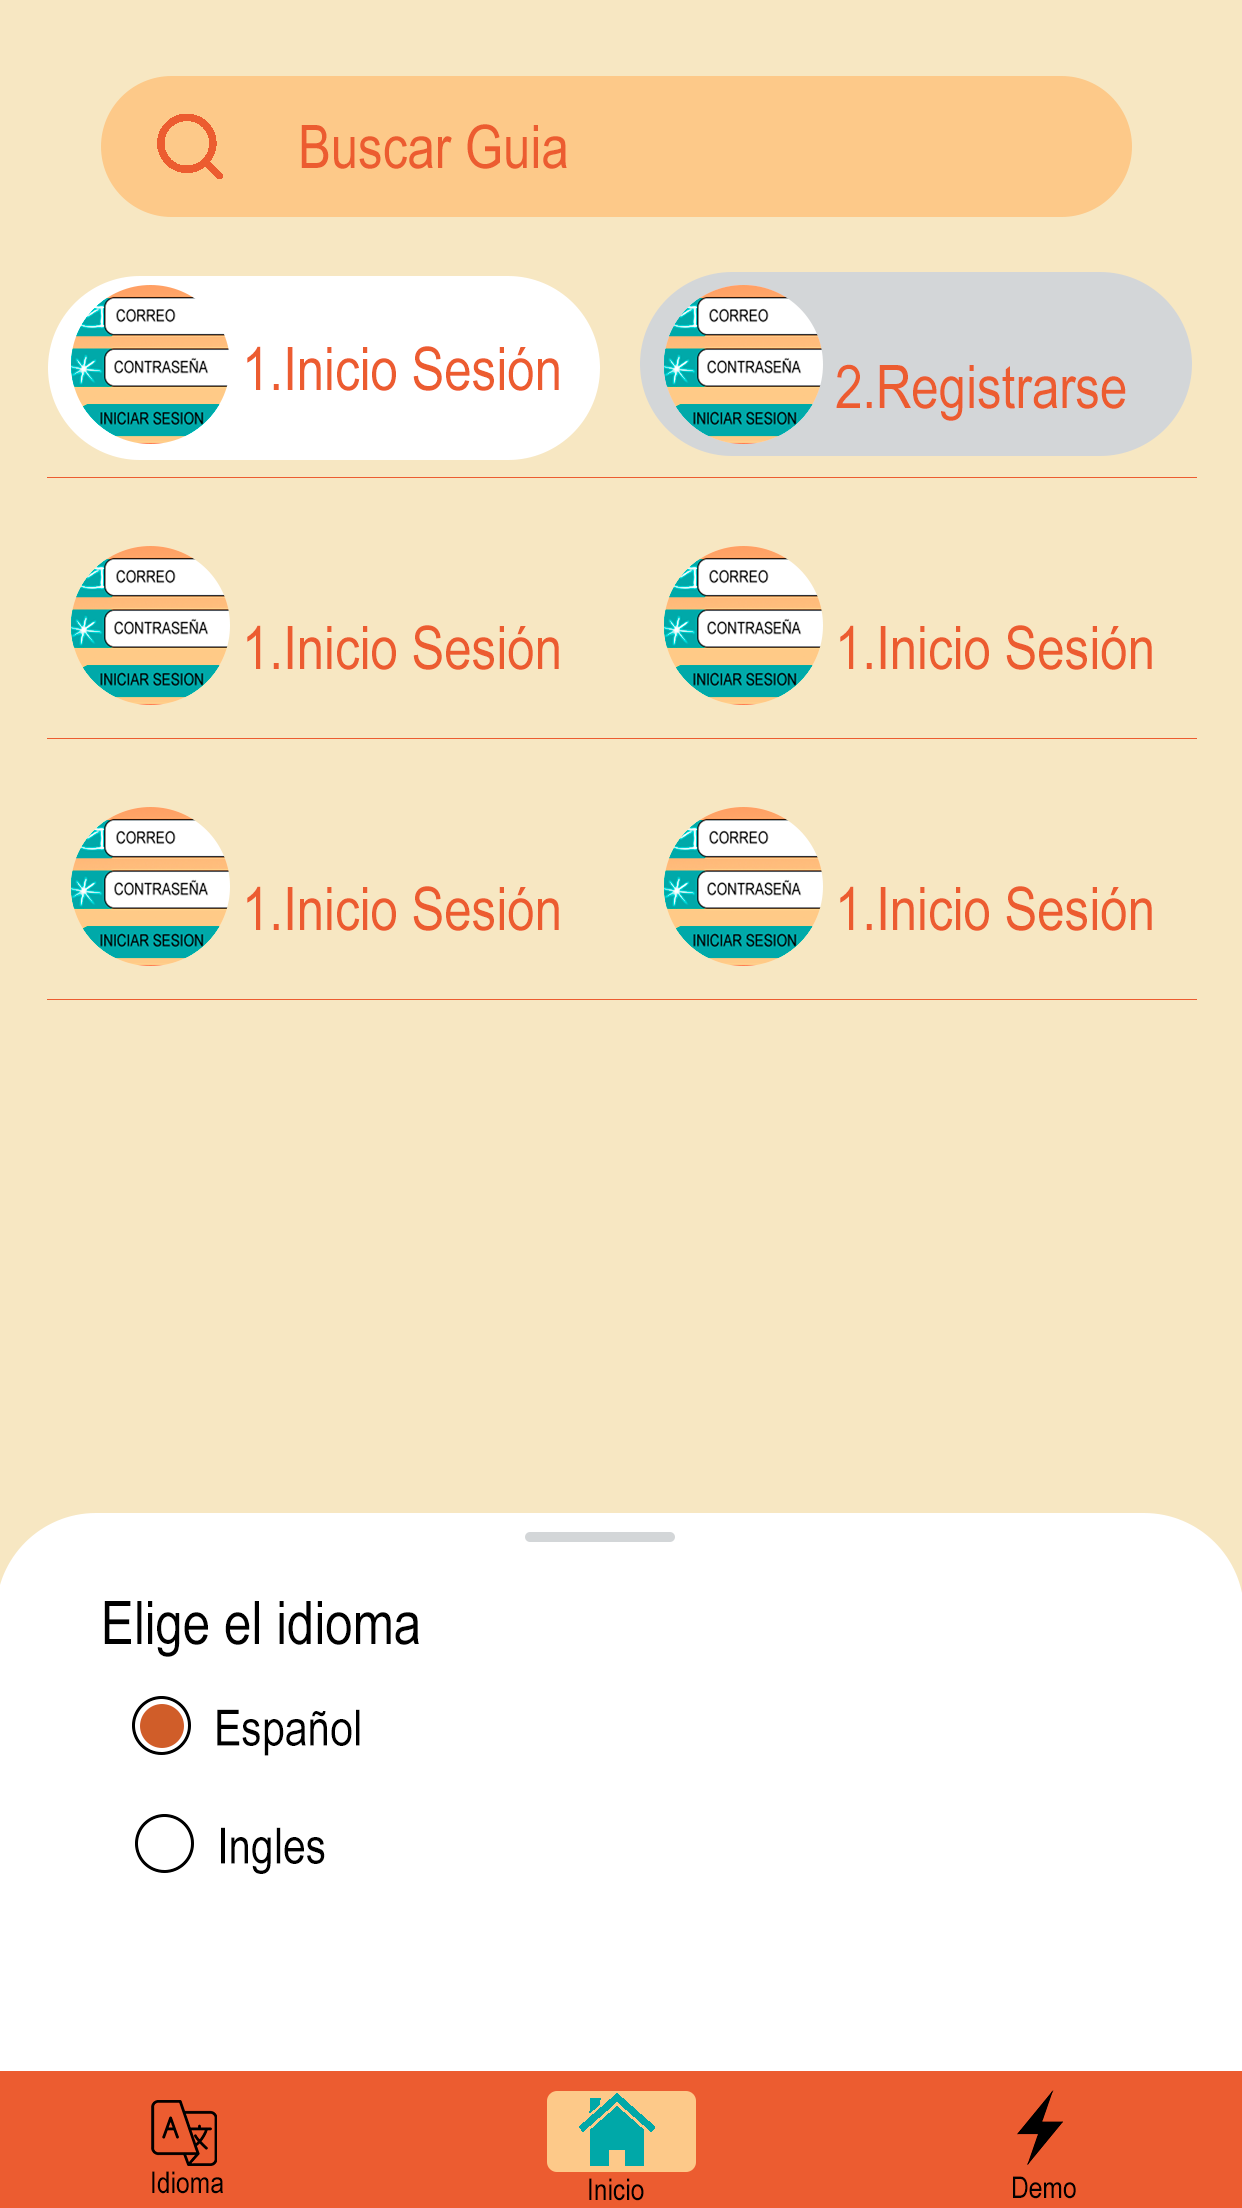 Buscar Guia
CORREO
CONTRASEÑA
INICIAR SESION
1.Inicio Sesión
CORREO
CONTRASEÑA
INICIAR SESION
2.Registrarse
CORREO
CONTRASEÑA
INICIAR SESION
1.Inicio Sesión
CORREO
CONTRASEÑA
INICIAR SESION
1.Inicio Sesión
CORREO
CONTRASEÑA
INICIAR SESION
1.Inicio Sesión
CORREO
CONTRASEÑA
INICIAR SESION
1.Inicio Sesión
Elige el idioma
Español
Ingles
Idioma
Inicio
Demo